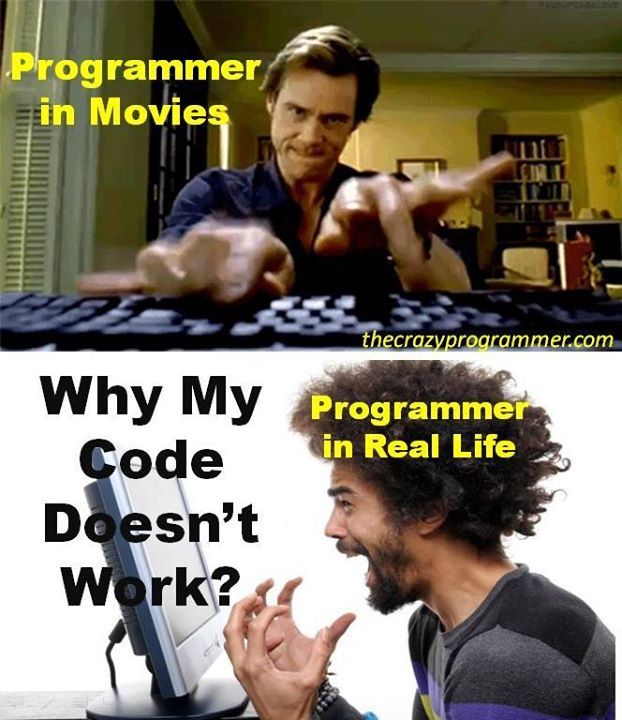 Programmer
in Movies
thecrazyprogrammer.com
Why My
Code
Doesn't
Work?
Programmer
in Real Life